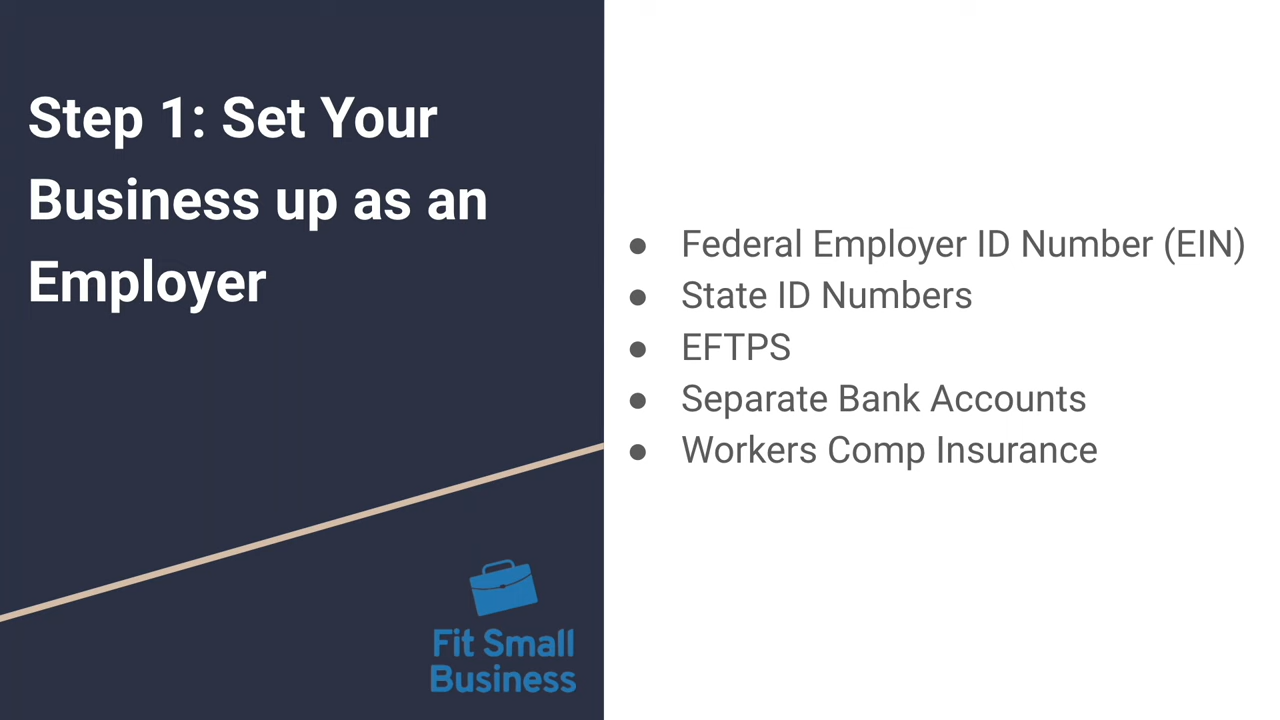 Step 1: Set Your
Business up as an
Employer
● Federal Employer ID Number (EIN)
● State ID Numbers
● EFTPS
● Separate Bank Accounts
● Workers Comp Insurance
Fit Small
Business